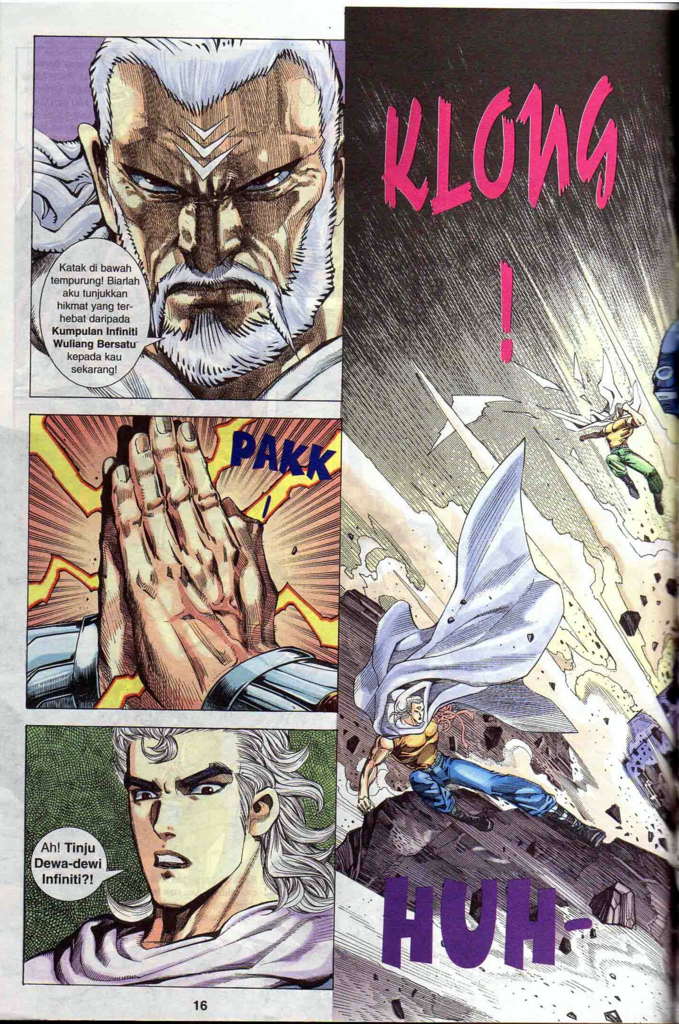 Katak di bawah
tempurung! Biarlah
aku tunjukkan
hikmat yang ter-
hebat daripada
Kumpulan Infiniti
Wuliang Bersatu
kepada kau
sekarang!
PAKK
!
Ah! Tinju
Dewa-dewi
Infiniti?!
KLONG
!
HUH-
16